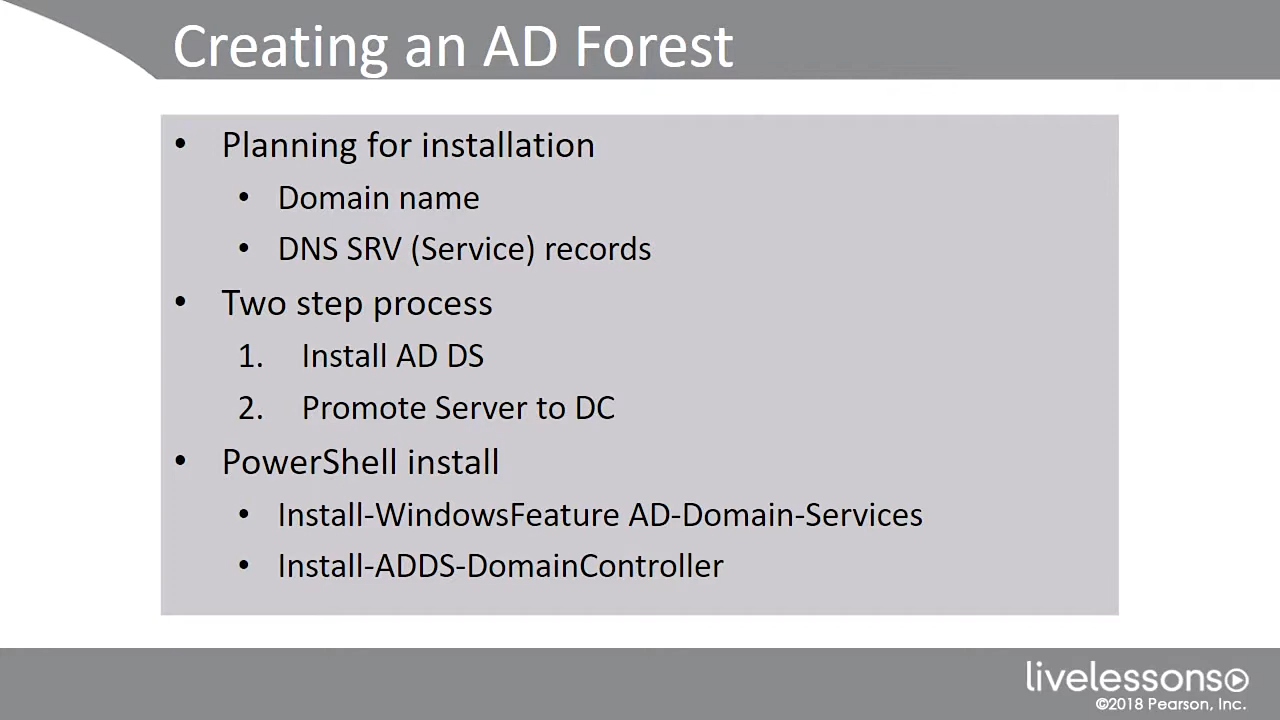 Creating an AD Forest
• Planning for installation
• Domain name
• DNS SRV (Service) records
• Two step process
1. Install AD DS
2. Promote Server to DC
• PowerShell install
• Install-WindowsFeature AD-Domain-Services
• Install-ADDS-DomainController
livelessons
©2018 Pearson, Inc.